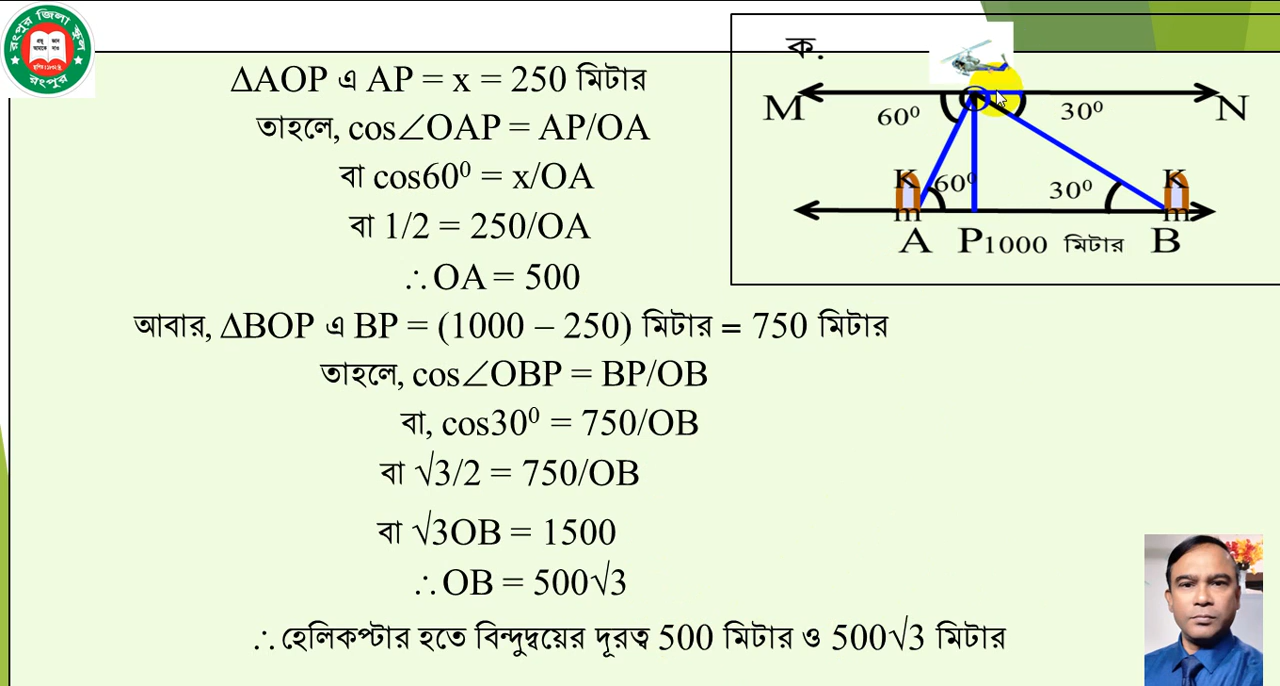 রংপুর জিলা স্কুল
রংপুর
ΔAOP এ AP = x = 250 মিটার
তাহলে, cos∠OAP = AP/OA
বা cos60⁰ = x/OA
বা 1/2 = 250/OA
∴OA = 500
আবার, ΔBOP এ BP = (1000 – 250) মিটার = 750 মিটার
তাহলে, cos∠OBP = BP/OB
বা, cos30⁰ = 750/OB
বা √3/2 = 750/OB
বা √3OB = 1500
∴OB = 500√3
∴হেলিকপ্টার হতে বিন্দুদ্বয়ের দূরত্ব 500 মিটার ও 500√3 মিটার
ক.
M O N
60⁰ 30⁰
K 60⁰ 30⁰ K
m m
A P 1000 মিটার B